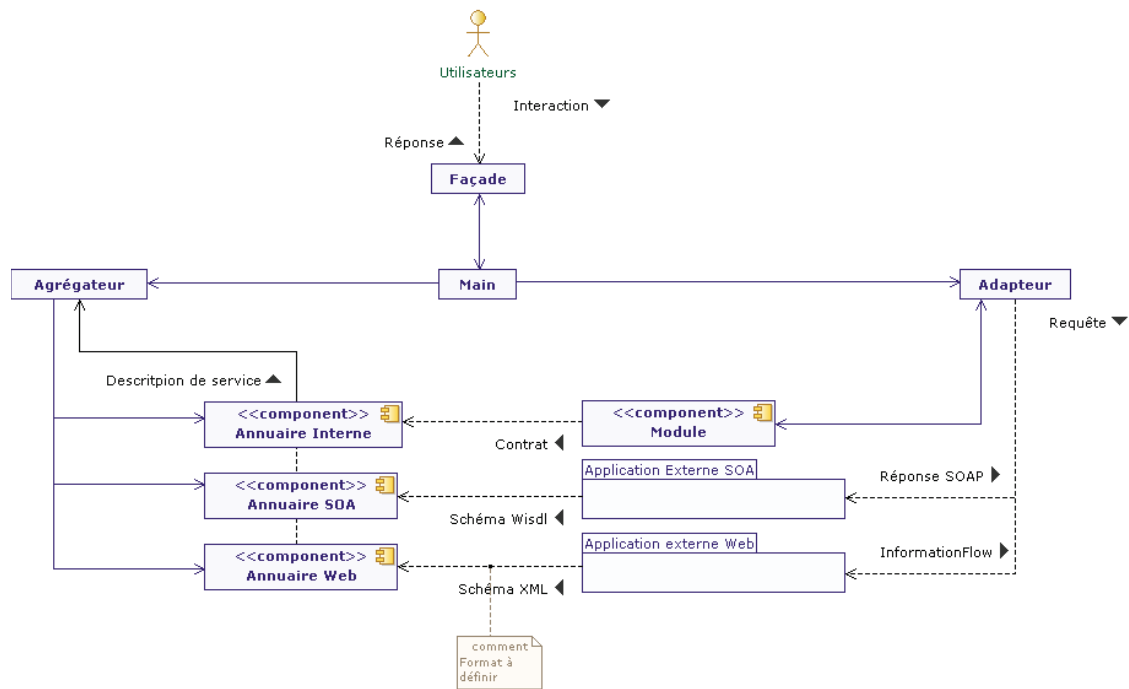 Utilisateurs
Interaction
Réponse
Façade
Agrégateur
Main
Adapteur
Requête
Descritpion de service
<<component>>
Annuaire Interne
<<component>>
Module
Contrat
Application Externe SOA
<<component>>
Annuaire SOA
Réponse SOAP
Schéma Wisdl
Application externe Web
<<component>>
Annuaire Web
InformationFlow
Schéma XML
comment
Format à
définir